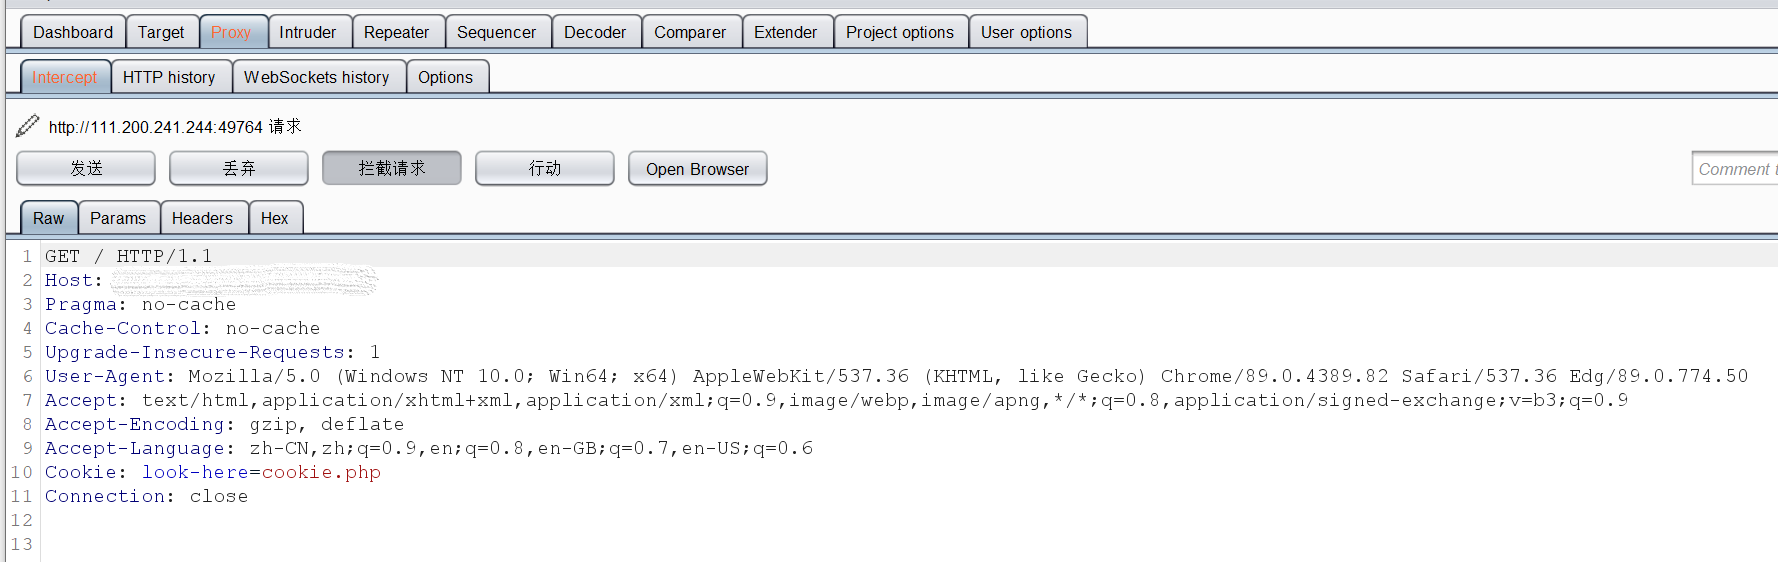 Dashboard Target Proxy Intruder Repeater Sequencer Decoder Comparer Extender Project options User options
Intercept HTTP history WebSockets history Options
http://111.200.241.244:49764 请求
发送 丢弃 拦截请求 行动 Open Browser Comment t
Raw Params Headers Hex
1 GET / HTTP/1.1
2 Host:
3 Pragma: no-cache
4 Cache-Control: no-cache
5 Upgrade-Insecure-Requests: 1
6 User-Agent: Mozilla/5.0 (Windows NT 10.0; Win64; x64) AppleWebKit/537.36 (KHTML, like Gecko) Chrome/89.0.4389.82 Safari/537.36 Edg/89.0.774.50
7 Accept: text/html,application/xhtml+xml,application/xml;q=0.9,image/webp,image/apng,*/*;q=0.8,application/signed-exchange;v=b3;q=0.9
8 Accept-Encoding: gzip, deflate
9 Accept-Language: zh-CN,zh;q=0.9,en;q=0.8,en-GB;q=0.7,en-US;q=0.6
10 Cookie: look-here=cookie.php
11 Connection: close
12
13